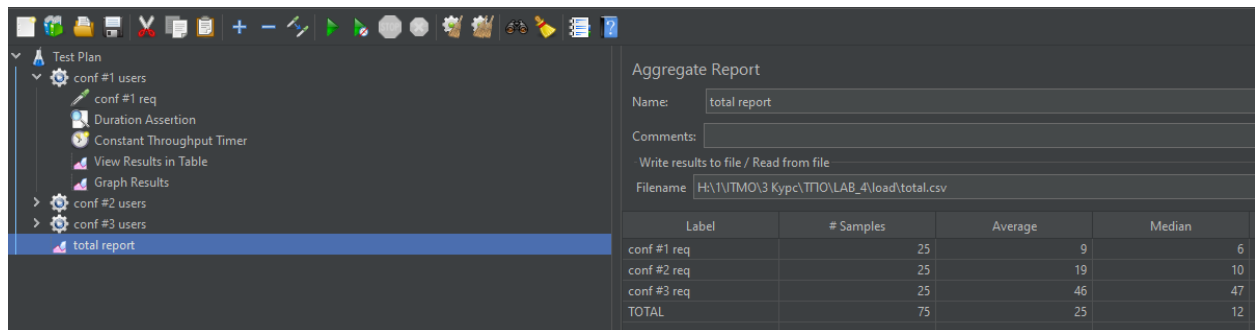 Test Plan
conf #1 users
conf #1 req
Duration Assertion
Constant Throughput Timer
View Results in Table
Graph Results
conf #2 users
conf #3 users
total report
Aggregate Report
Name: total report
Comments:
Write results to file / Read from file
Filename H:\1\ITMO\3 Курс\ТПО\LAB_4\load\total.csv
Label # Samples Average Median
conf #1 req 25 9 6
conf #2 req 25 19 10
conf #3 req 25 46 47
TOTAL 75 25 12